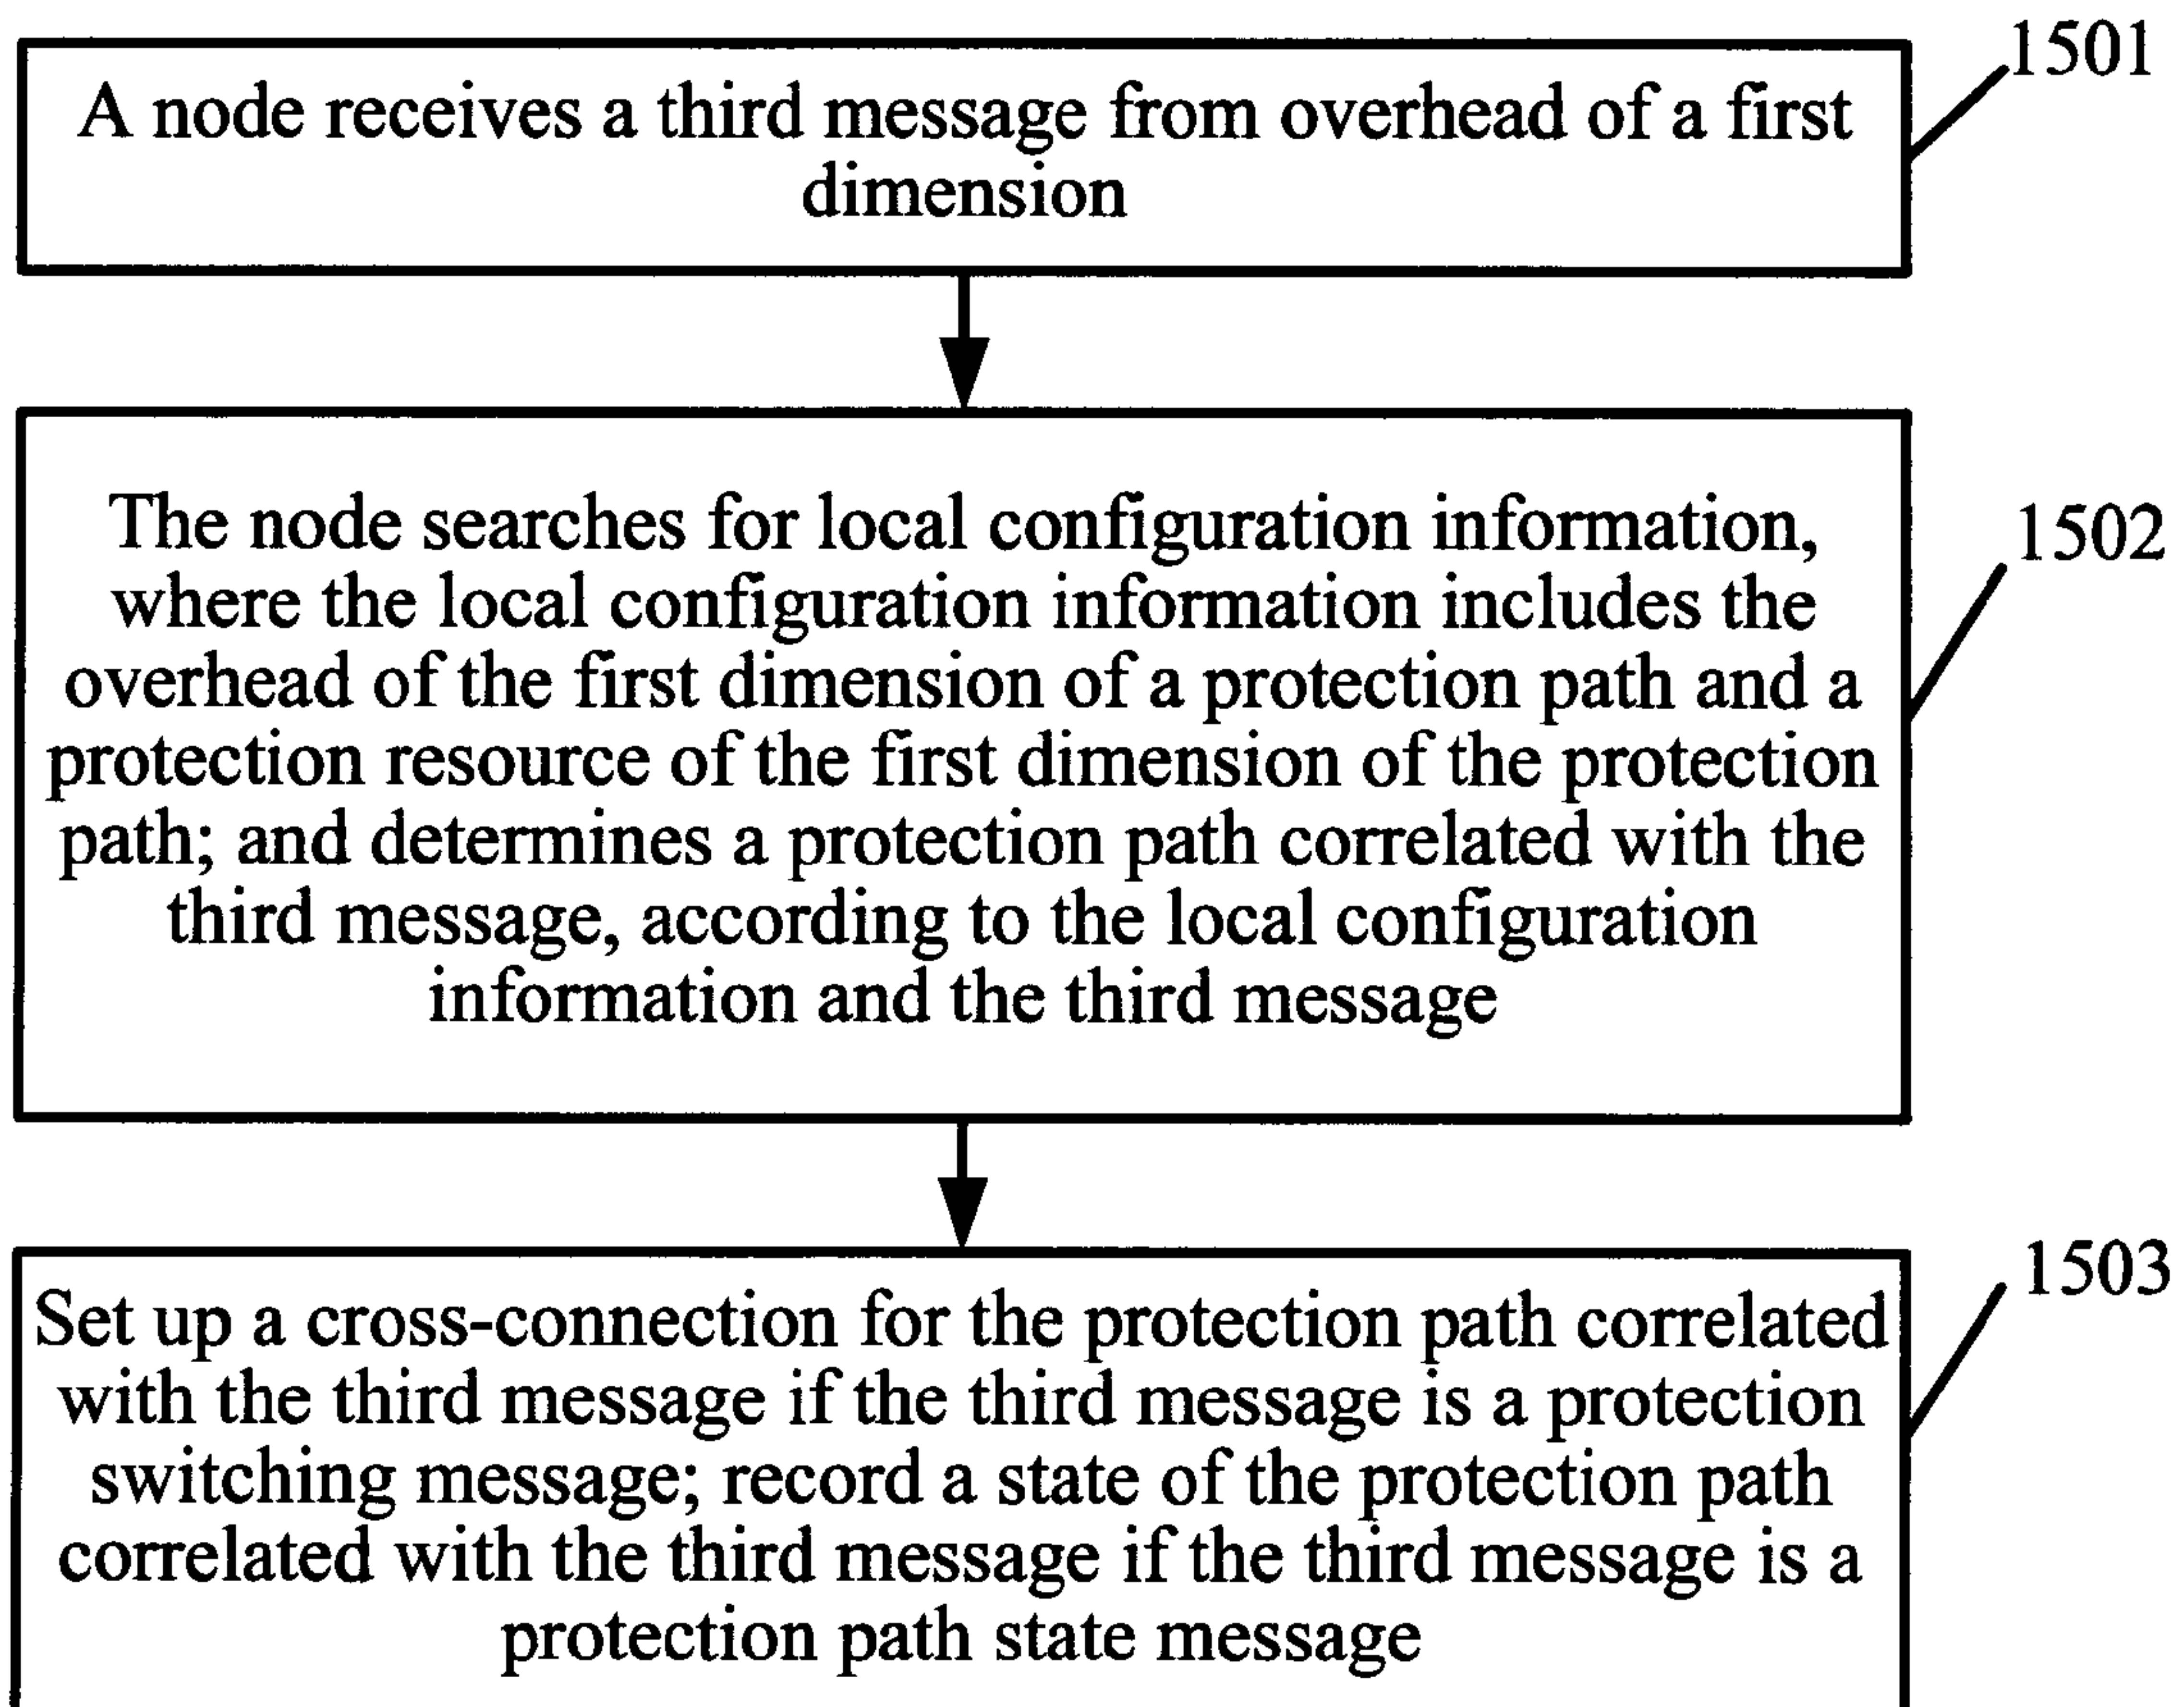 1501
A node receives a third message from overhead of a first
dimension
1502
The node searches for local configuration information,
where the local configuration information includes the
overhead of the first dimension of a protection path and a
protection resource of the first dimension of the protection
path; and determines a protection path correlated with the
third message, according to the local configuration
information and the third message
1503
Set up a cross-connection for the protection path correlated
with the third message if the third message is a protection
switching message; record a state of the protection path
correlated with the third message if the third message is a
protection path state message